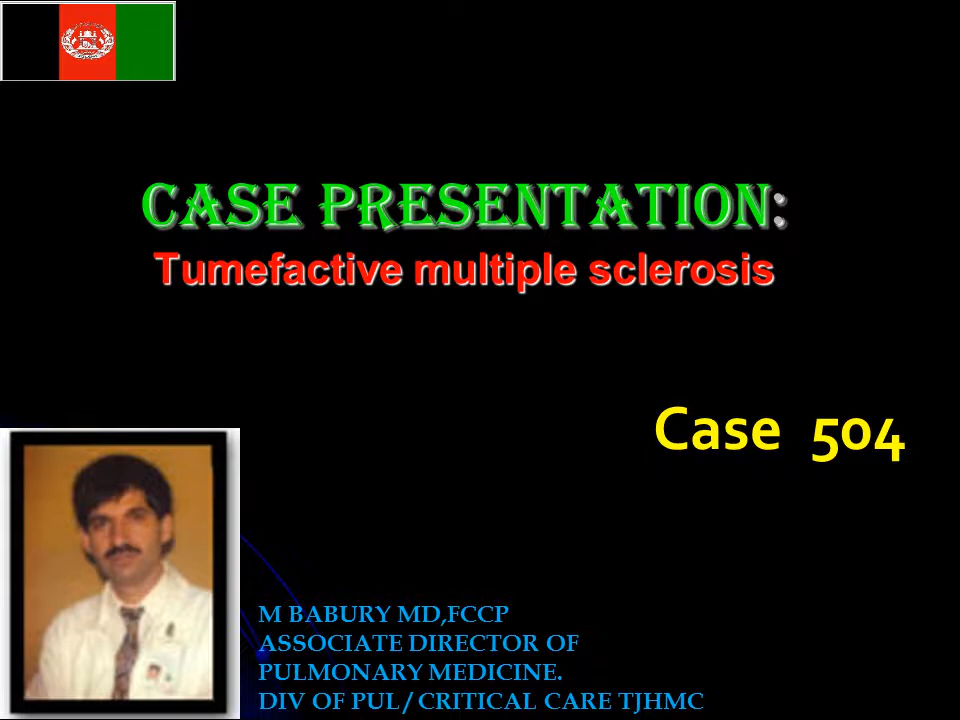 CASE PRESENTATION:
Tumefactive multiple sclerosis
Case 504
M BABURY MD,FCCP
ASSOCIATE DIRECTOR OF
PULMONARY MEDICINE.
DIV OF PUL / CRITICAL CARE TJHMC